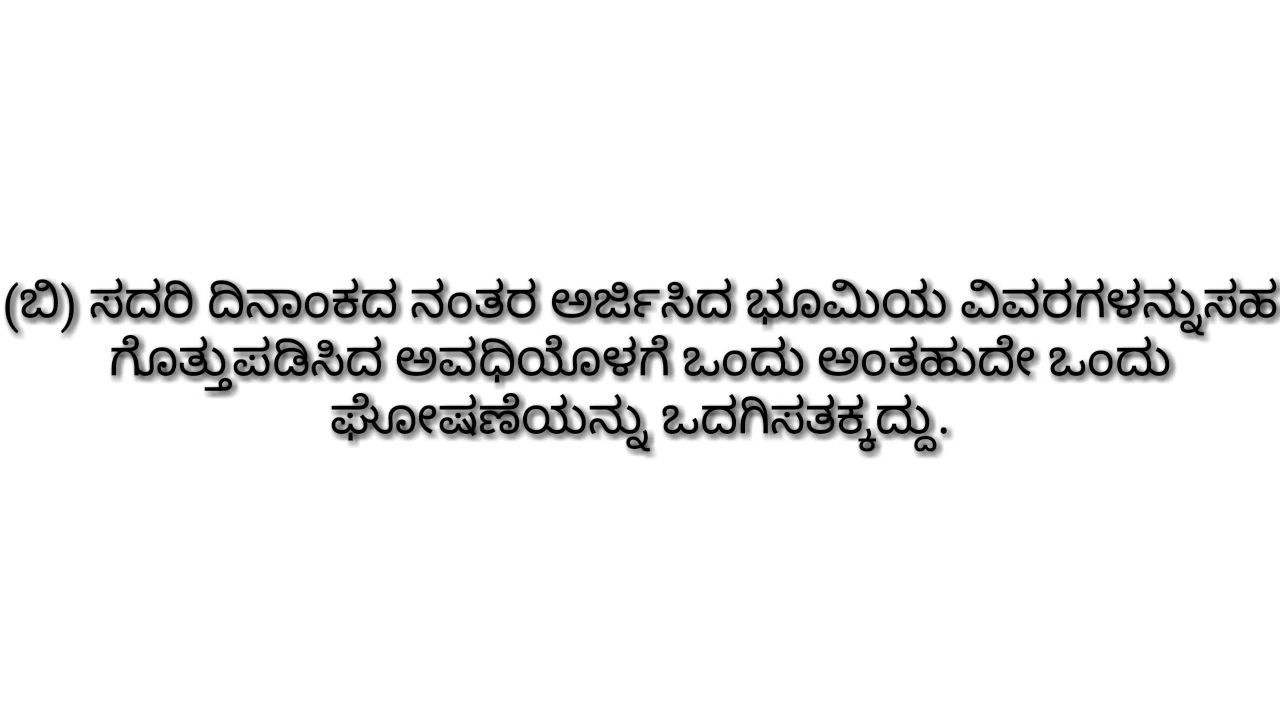 (ಬಿ) ಸದರಿ ದಿನಾಂಕದ ನಂತರ ಅರ್ಜಿಸಿದ ಭೂಮಿಯ ವಿವರಗಳನ್ನುಸಹ
ಗೊತ್ತುಪಡಿಸಿದ ಅವಧಿಯೊಳಗೆ ಒಂದು ಅಂತಹುದೇ ಒಂದು
ಘೋಷಣೆಯನ್ನು ಒದಗಿಸತಕ್ಕದ್ದು.